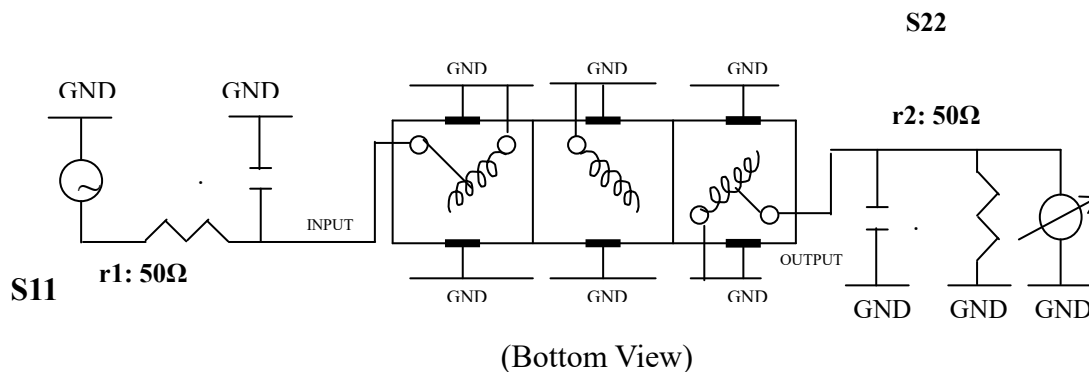 S22
GND
GND
GND
GND
GND
r2: 50Ω
INPUT
r1: 50Ω
S11
OUTPUT
GND
GND
GND
GND
GND
GND
(Bottom View)